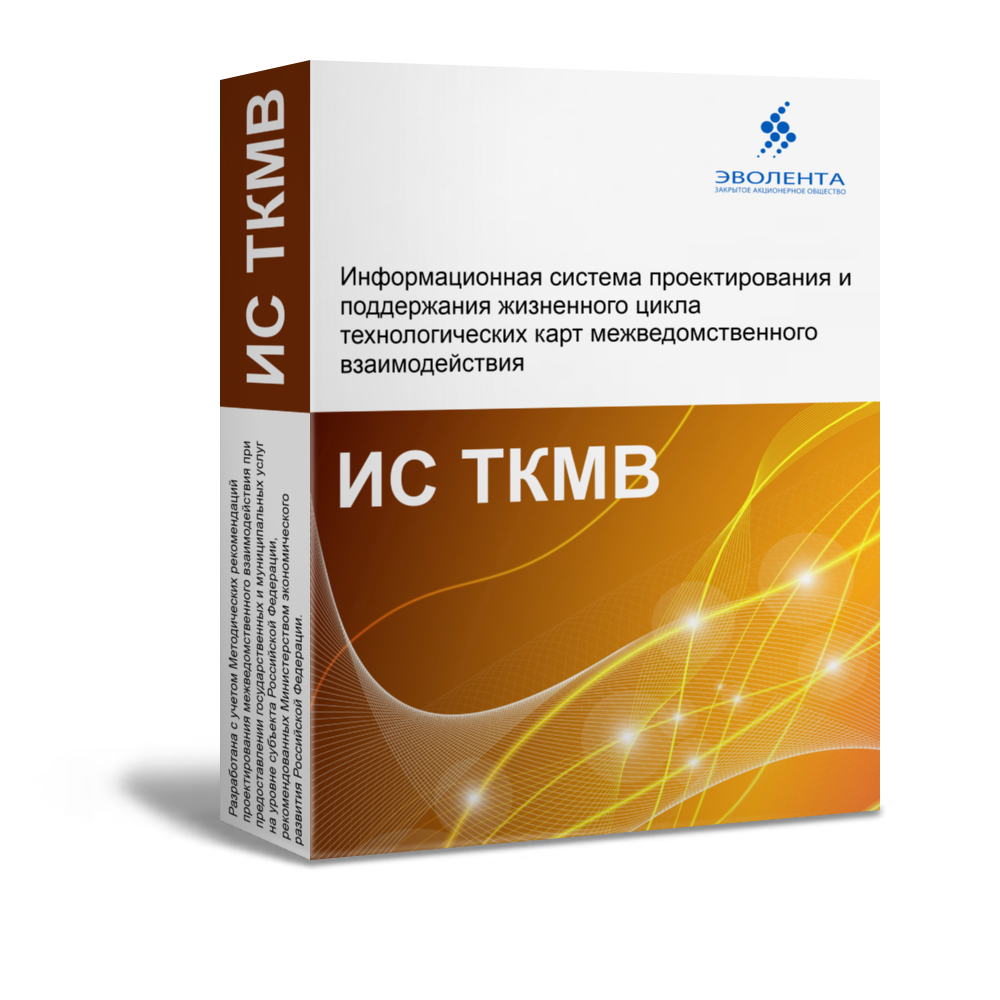 ИС ТКМВ
Разработана с учетом Методических рекомендаций
проектирования межведомственного взаимодействия при
предоставлении государственных и муниципальных услуг
на уровне субъекта Российской Федерации,
рекомендованных Министерством экономического
развития Российской Федерации.
ЭВОЛЕНТА
ЗАКРЫТОЕ АКЦИОНЕРНОЕ ОБЩЕСТВО
Информационная система проектирования и
поддержания жизненного цикла
технологических карт межведомственного
взаимодействия
ИС ТКМВ